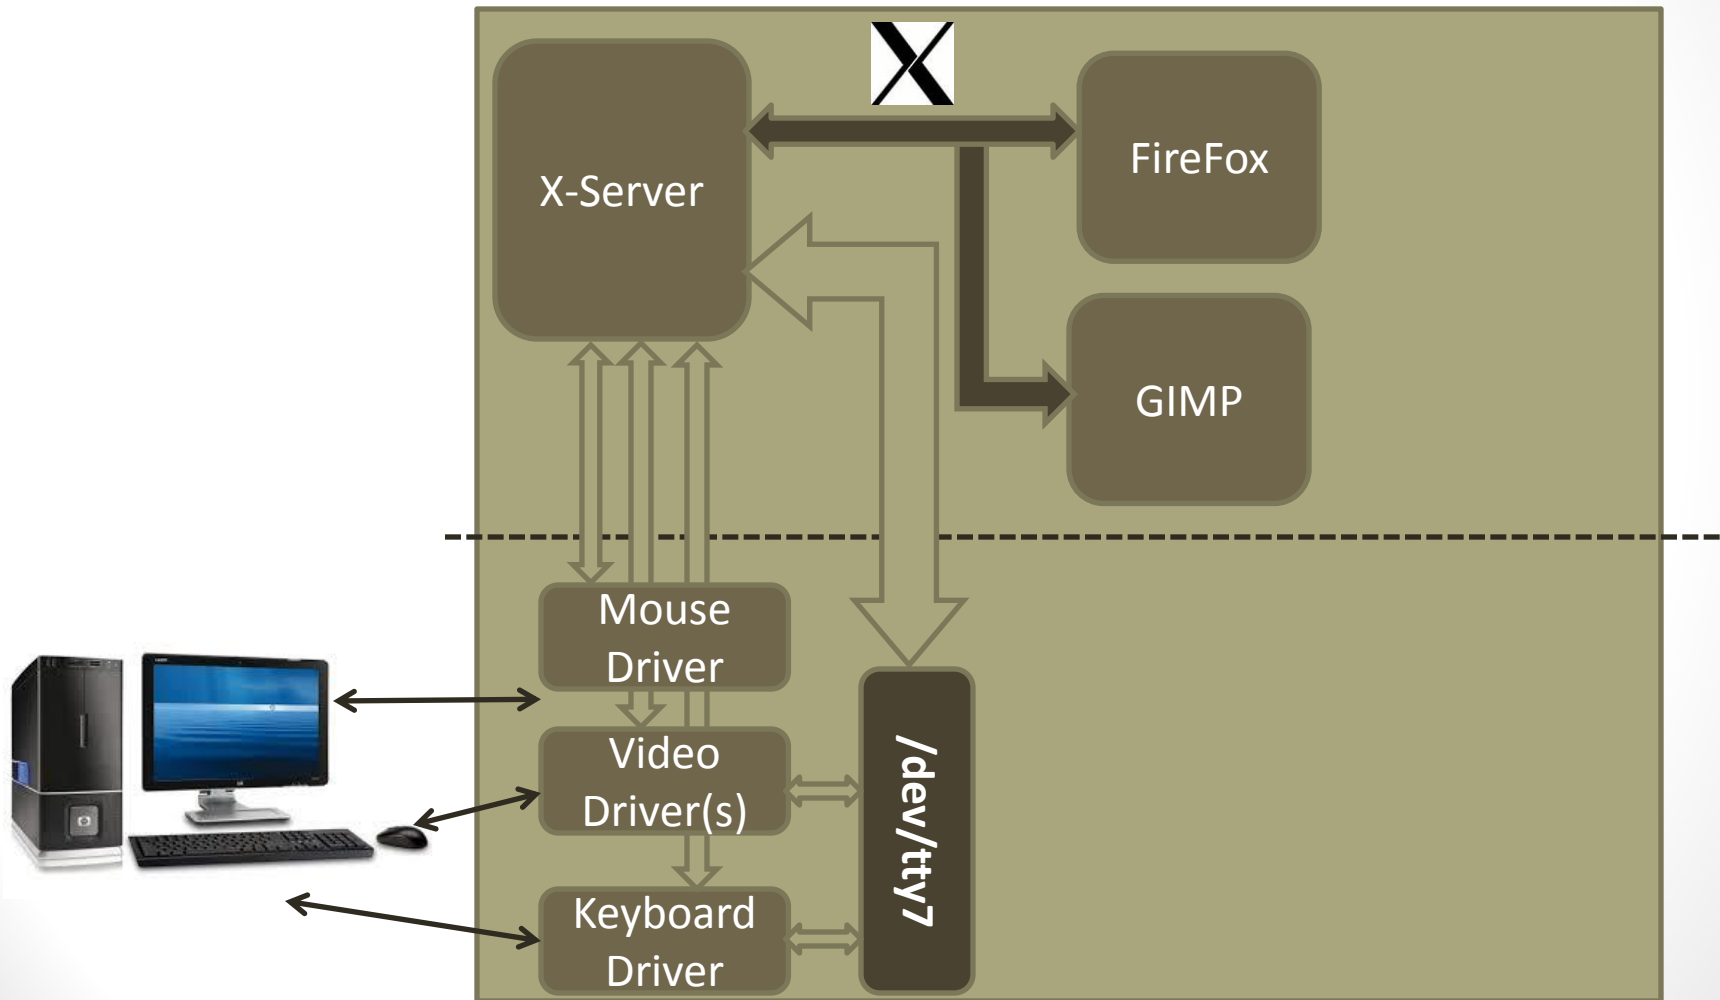 X
X-Server
FireFox
GIMP
Mouse
Driver
Video
Driver(s)
Keyboard
Driver
/dev/tty7